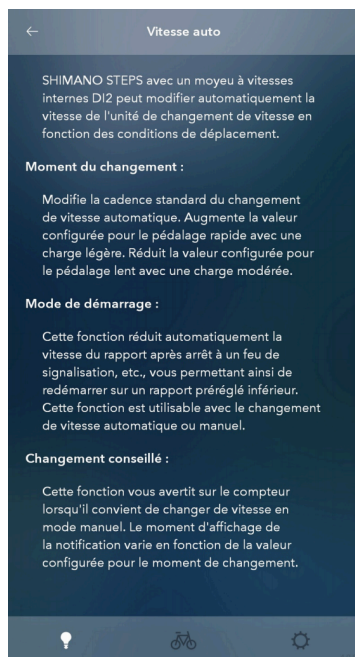 Vitesse auto
SHIMANO STEPS avec un moyeu à vitesses
internes DI2 peut modifier automatiquement la
vitesse de l'unité de changement de vitesse en
fonction des conditions de déplacement.
Moment du changement :
Modifie la cadence standard du changement
de vitesse automatique. Augmente la valeur
configurée pour le pédalage rapide avec une
charge légère. Réduit la valeur configurée pour
le pédalage lent avec une charge modérée.
Mode de démarrage :
Cette fonction réduit automatiquement la
vitesse du rapport après arrêt à un feu de
signalisation, etc., vous permettant ainsi de
redémarrer sur un rapport préréglé inférieur.
Cette fonction est utilisable avec le changement
de vitesse automatique ou manuel.
Changement conseillé :
Cette fonction vous avertit sur le compteur
lorsqu'il convient de changer de vitesse en
mode manuel. Le moment d'affichage de
la notification varie en fonction de la valeur
configurée pour le moment de changement.